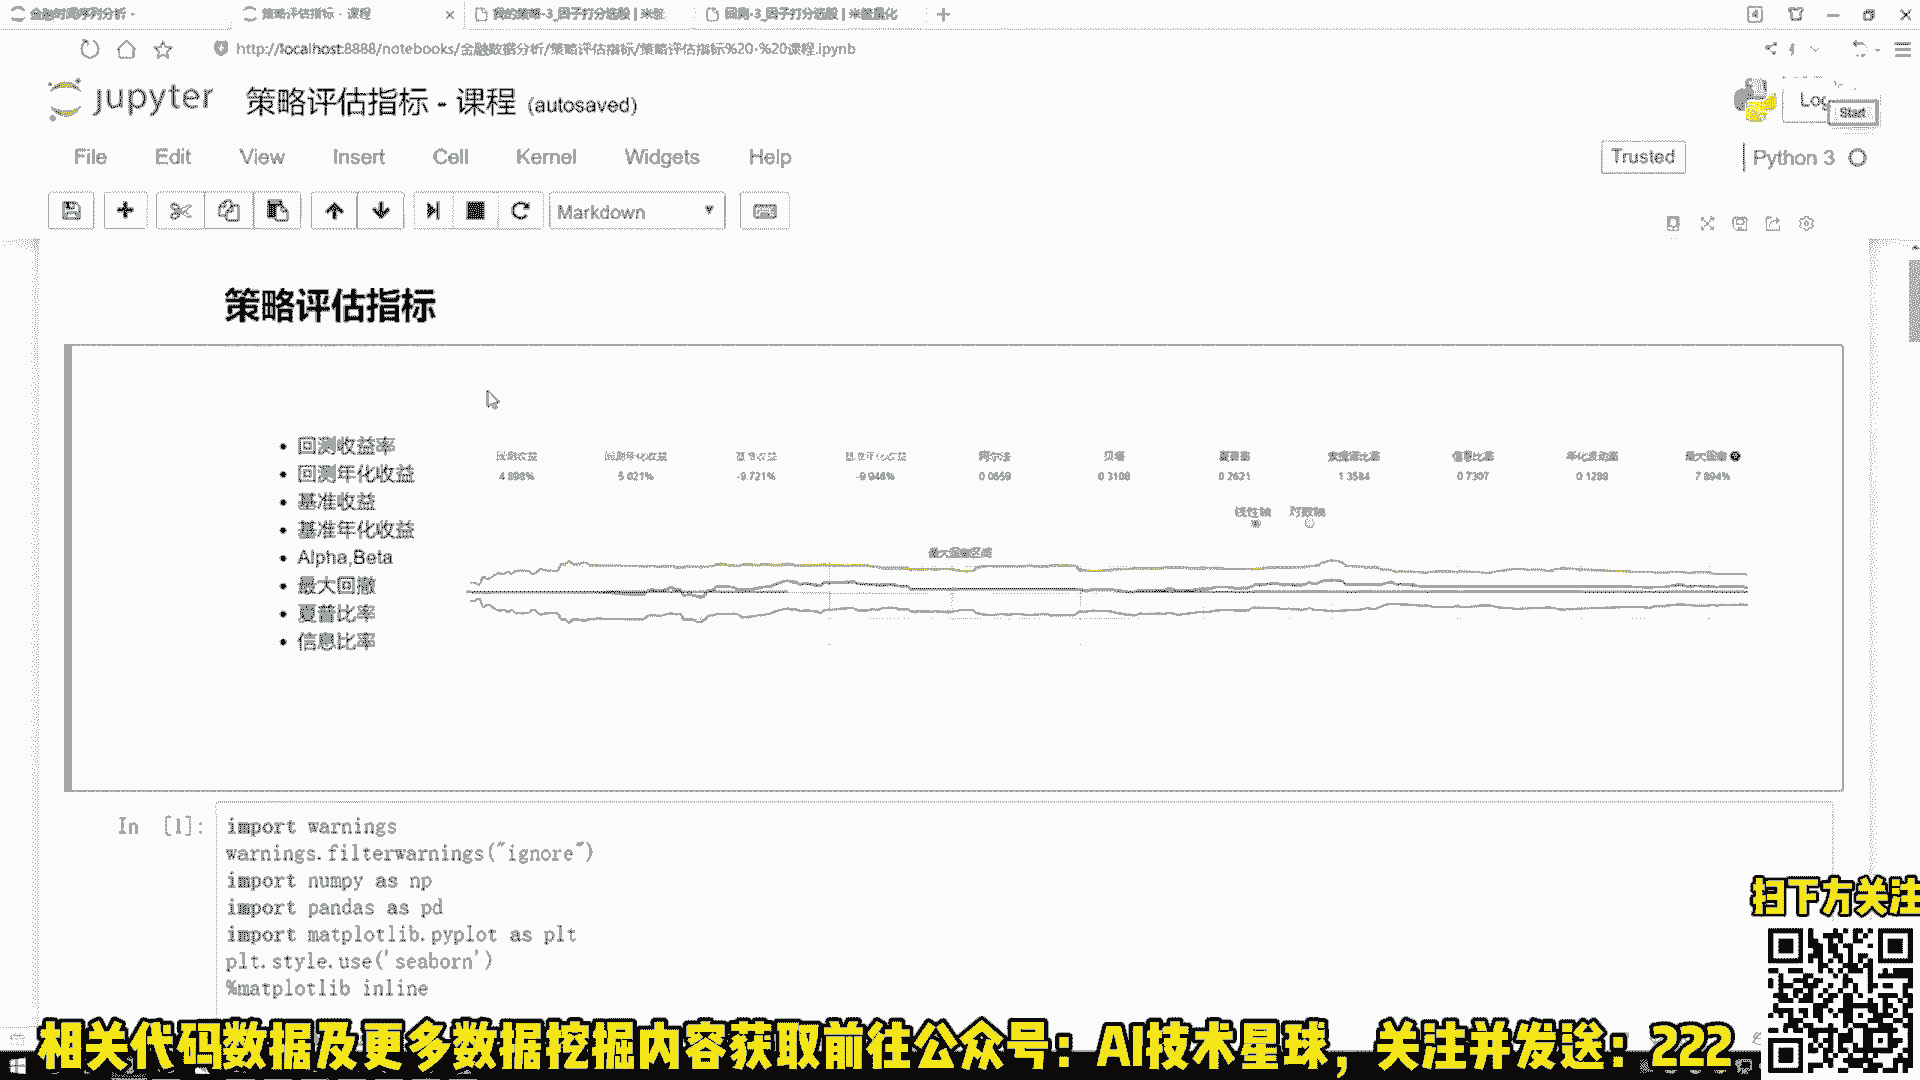 金融时间序列分析 -
策略评估指标 - 课程
我的策略-3_因子打分选股 | 米筐
回测-3_因子打分选股 | 米筐量化
http://localhost:8888/notebooks/金融数据分析/策略评估指标/策略评估指标%20-%20课程.ipynb
jupyter 策略评估指标 - 课程 (autosaved)
Start
File Edit View Insert Cell Kernel Widgets Help
Trusted
Python 3
Markdown
策略评估指标
回测收益率
回测年化收益
基准收益
基准年化收益
Alpha,Beta
最大回撤
夏普比率
信息比率
回测收益 回测年化收益 基准收益 基准年化收益 阿尔法 贝塔 夏普率 索提诺比率 信息比率 年化波动率 最大回撤
4.898% 5.021% -9.721% -9.946% 0.0659 0.3108 0.2621 1.3584 0.7307 0.1289 7.894%
线性轴 对数轴
最大回撤区间
In [1]:
import warnings
warnings.filterwarnings("ignore")
import numpy as np
import pandas as pd
import matplotlib.pyplot as plt
plt.style.use('seaborn')
%matplotlib inline
扫下方关注
相关代码数据及更多数据挖掘内容获取前往公众号：AI技术星球，关注并发送：222